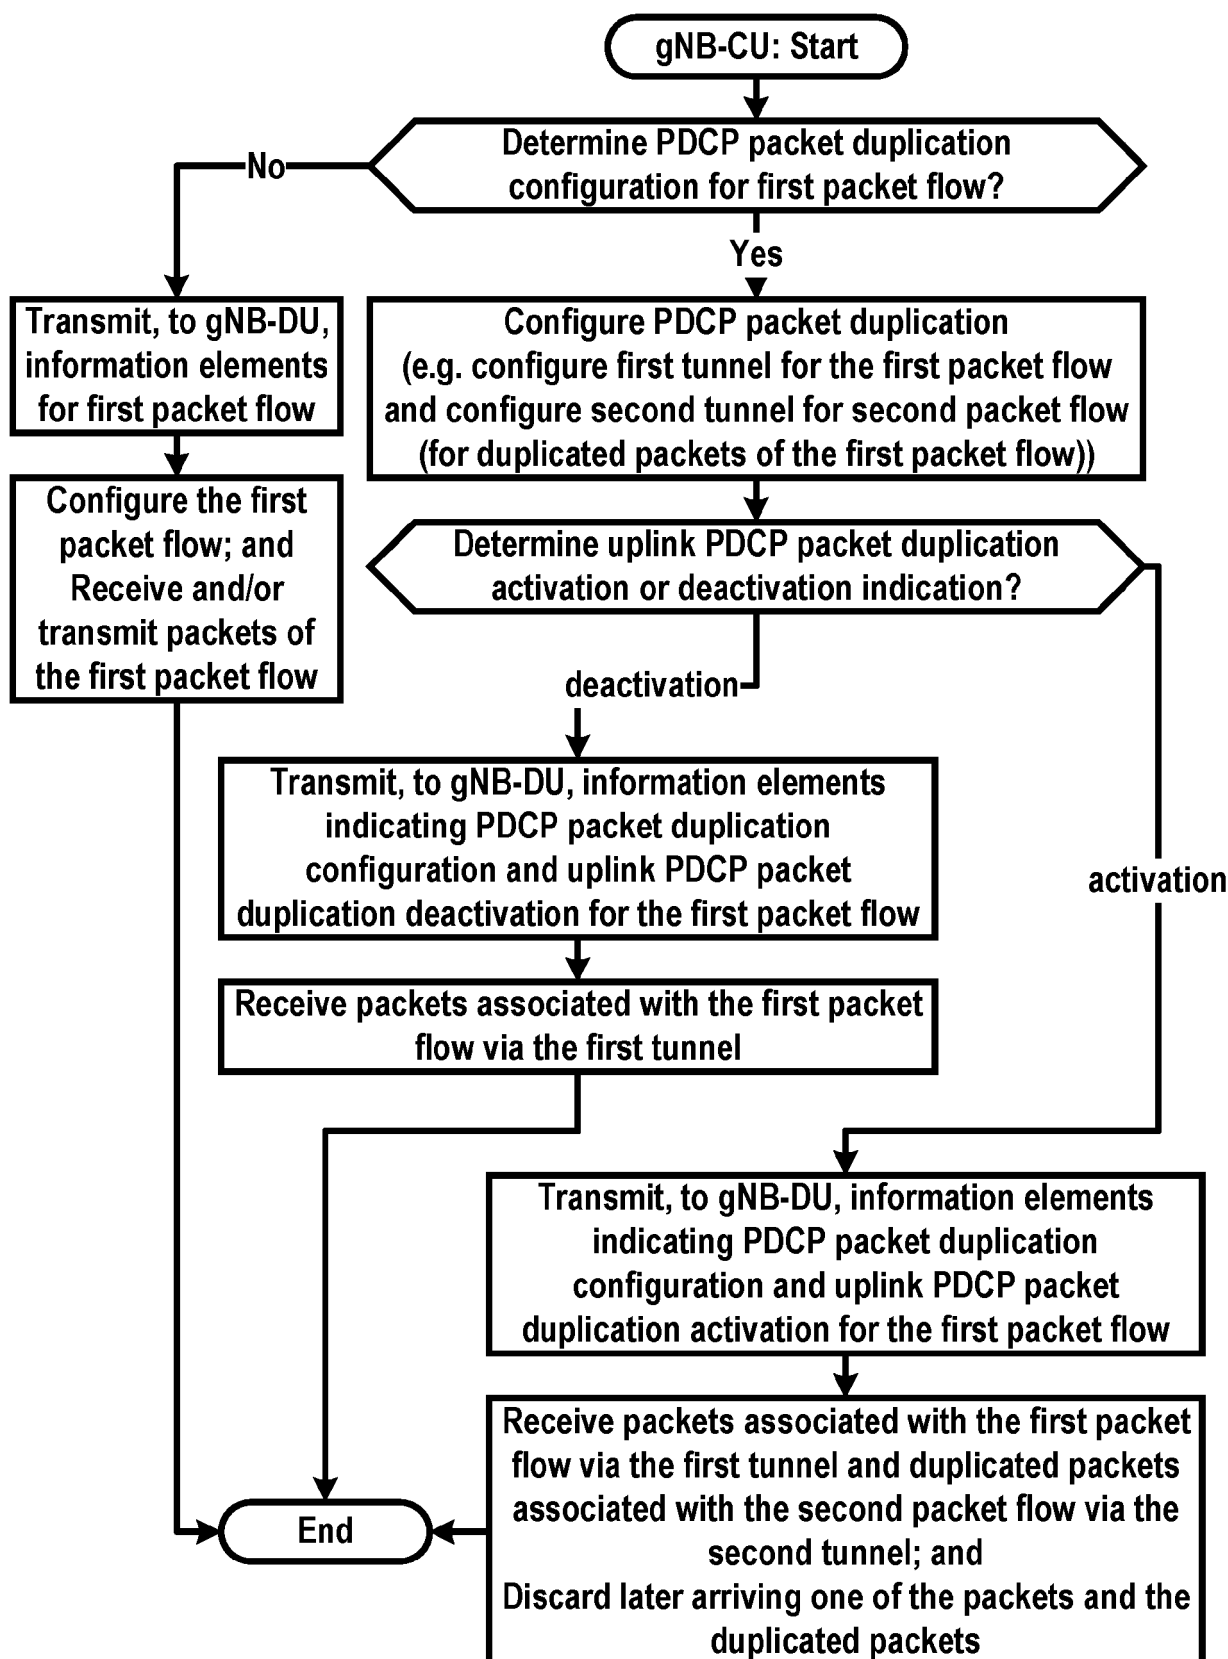 gNB-CU: Start
Determine PDCP packet duplication
configuration for first packet flow?
No
Yes
Transmit, to gNB-DU,
information elements
for first packet flow
Configure the first
packet flow; and
Receive and/or
transmit packets of
the first packet flow
Configure PDCP packet duplication
(e.g. configure first tunnel for the first packet flow
and configure second tunnel for second packet flow
(for duplicated packets of the first packet flow))
Determine uplink PDCP packet duplication
activation or deactivation indication?
deactivation
activation
Transmit, to gNB-DU, information elements
indicating PDCP packet duplication
configuration and uplink PDCP packet
duplication deactivation for the first packet flow
Receive packets associated with the first packet
flow via the first tunnel
Transmit, to gNB-DU, information elements
indicating PDCP packet duplication
configuration and uplink PDCP packet
duplication activation for the first packet flow
Receive packets associated with the first packet
flow via the first tunnel and duplicated packets
associated with the second packet flow via the
second tunnel; and
Discard later arriving one of the packets and the
duplicated packets
End